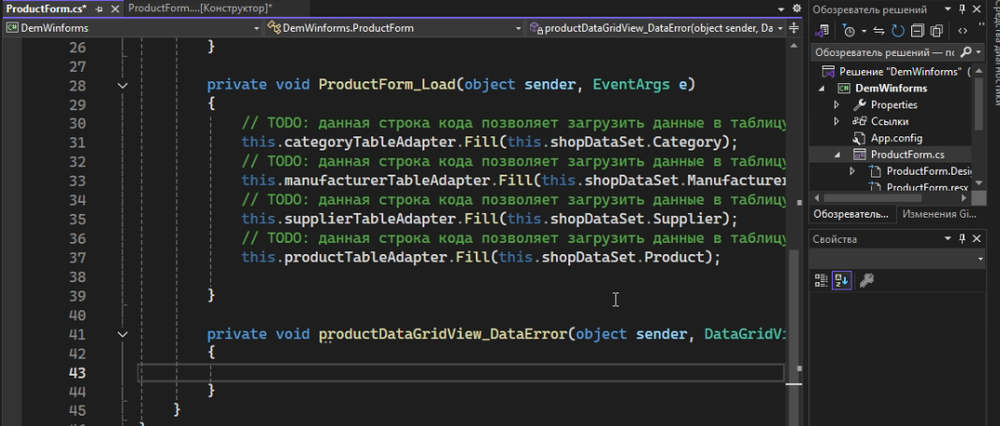 ProductForm.cs*
ProductForm....[Конструктор]*
DemWinforms
DemWinforms.ProductForm
productDataGridView_DataError(object sender, Da
26 }
27
28 private void ProductForm_Load(object sender, EventArgs e)
29 {
30 // TODO: данная строка кода позволяет загрузить данные в таблицу
31 this.categoryTableAdapter.Fill(this.shopDataSet.Category);
32 // TODO: данная строка кода позволяет загрузить данные в таблицу
33 this.manufacturerTableAdapter.Fill(this.shopDataSet.Manufacturer
34 // TODO: данная строка кода позволяет загрузить данные в таблицу
35 this.supplierTableAdapter.Fill(this.shopDataSet.Supplier);
36 // TODO: данная строка кода позволяет загрузить данные в таблицу
37 this.productTableAdapter.Fill(this.shopDataSet.Product);
38
39 }
40
41 private void productDataGridView_DataError(object sender, DataGridVi
42 {
43
44 }
45 }
Обозреватель решений
Обозреватель решений — по
Решение "DemWinforms" (
DemWinforms
Properties
Ссылки
App.config
ProductForm.cs
ProductForm.Desi
ProductForm.resx
Обозреватель...
Изменения Gi...
Свойства
Средства диагностики